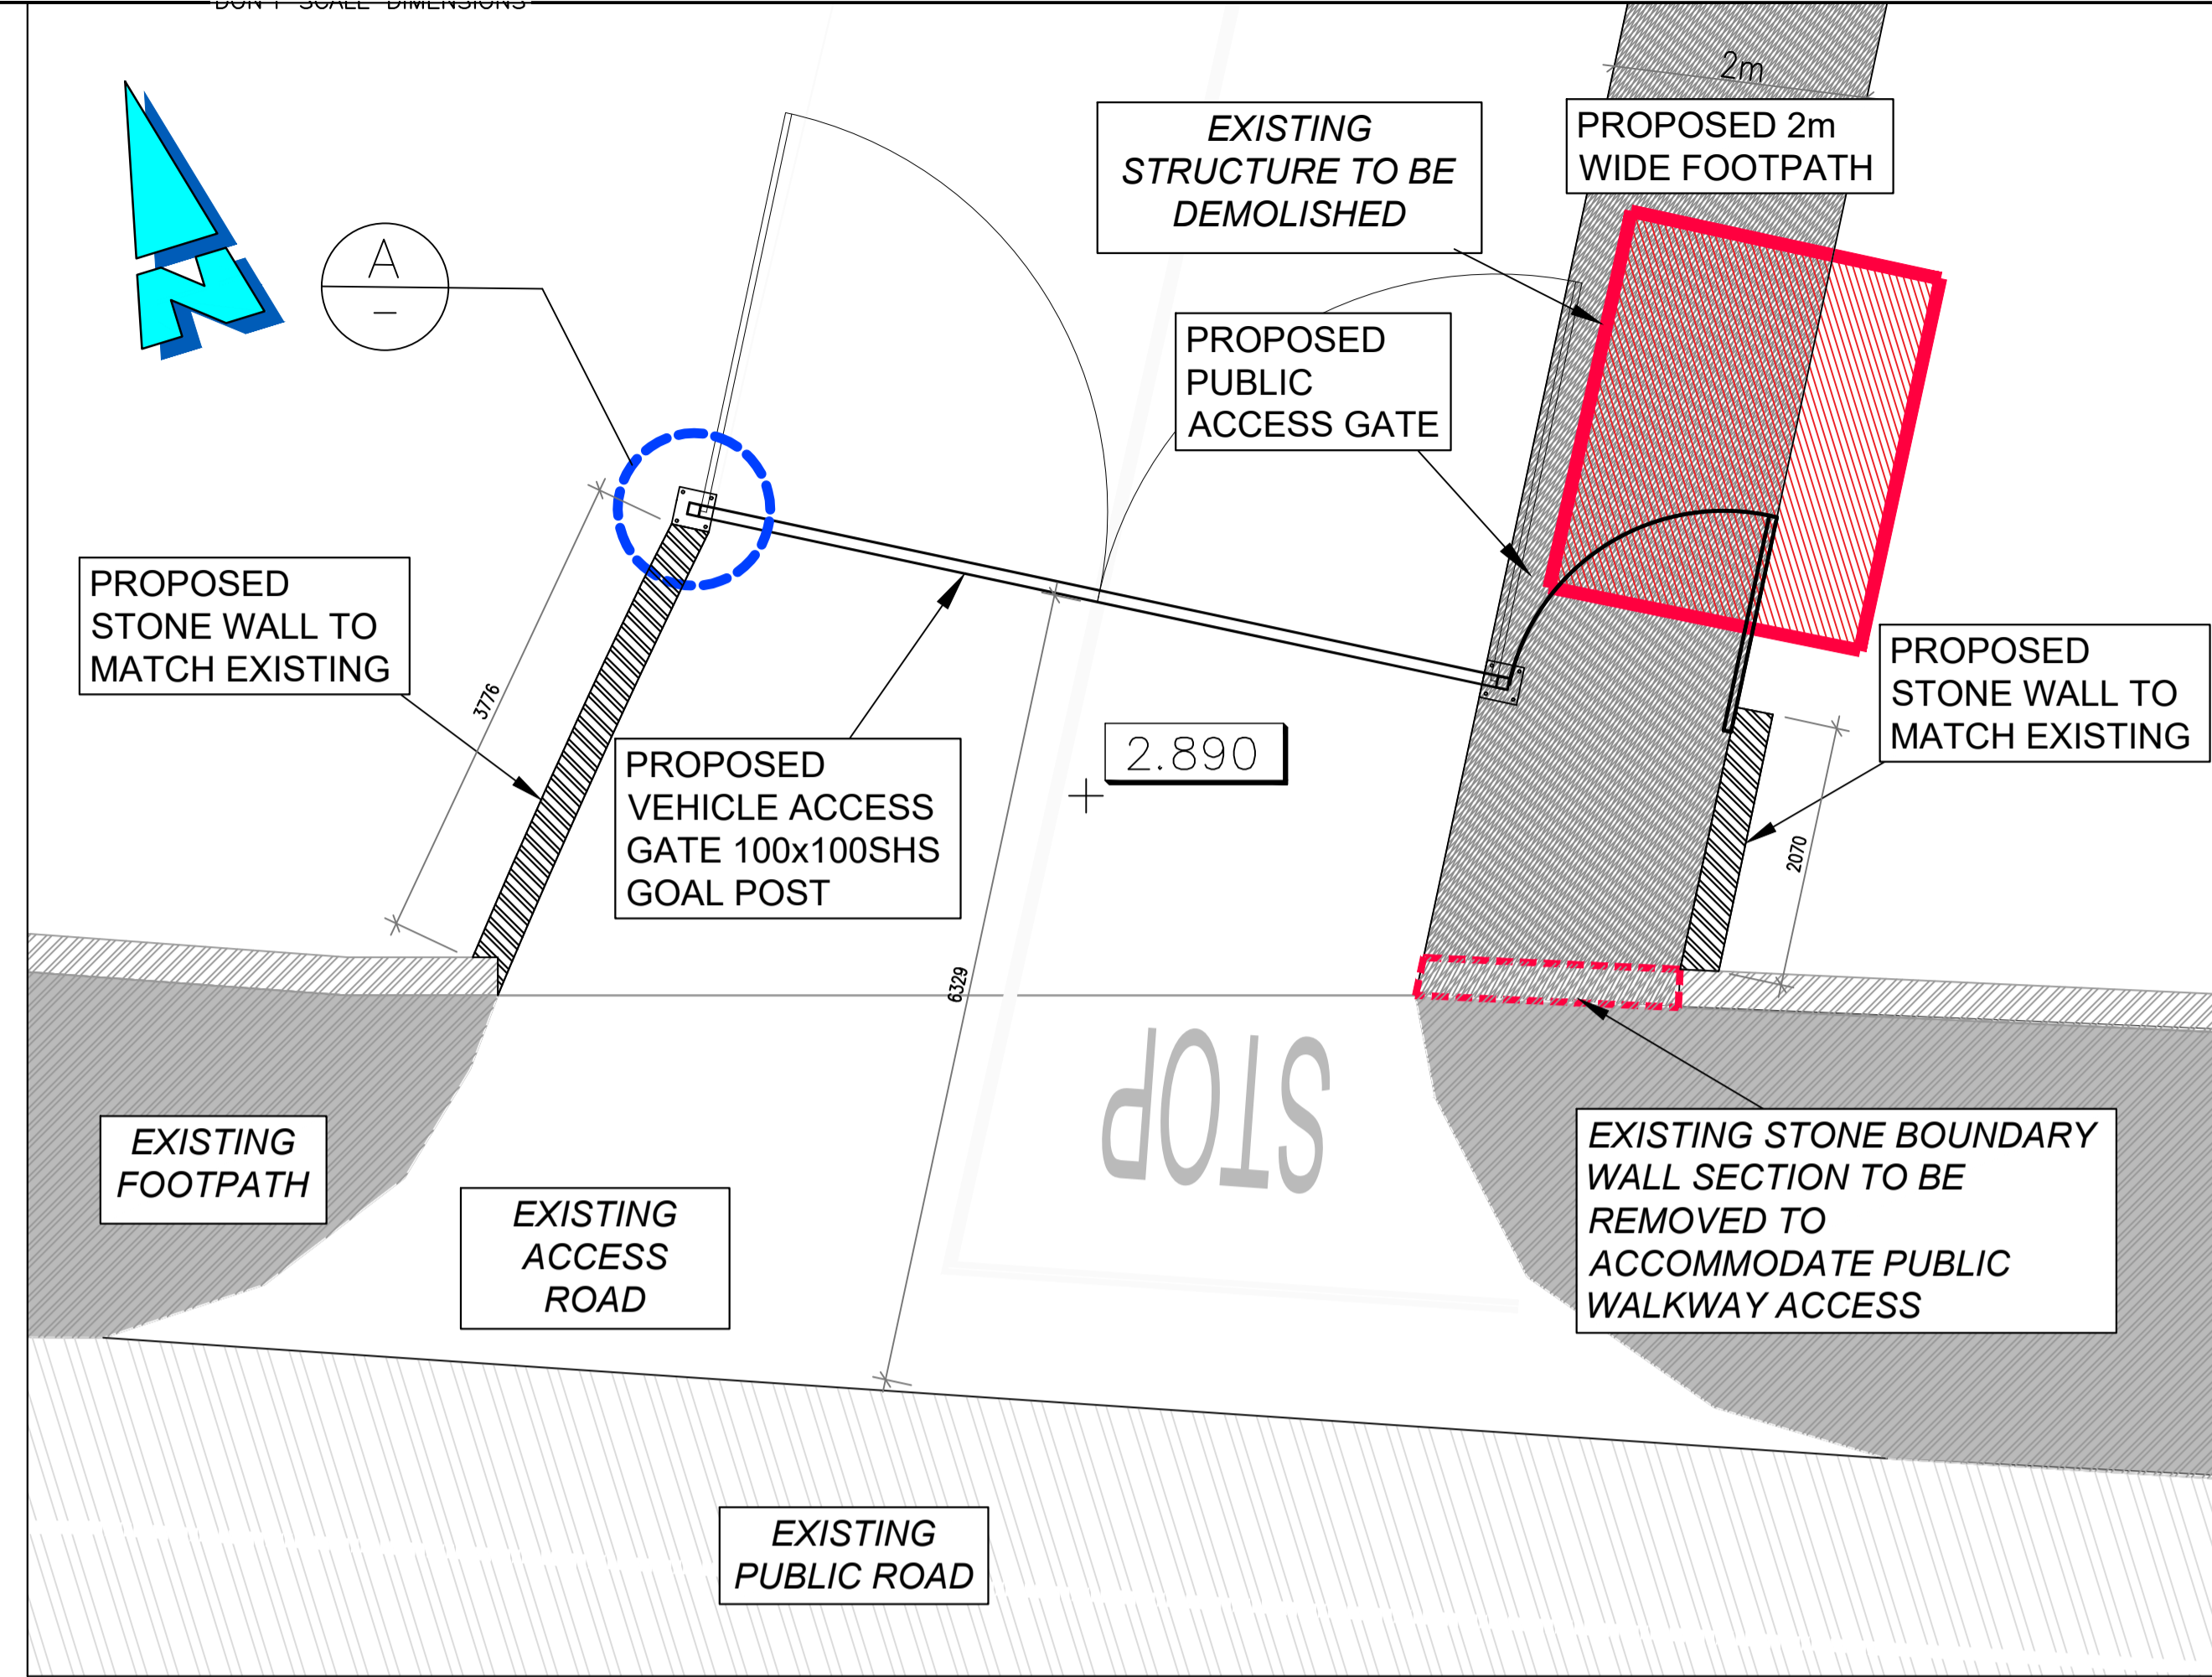 DON'T SCALE DIMENSIONS
2m
EXISTING
STRUCTURE TO BE
DEMOLISHED
PROPOSED 2m
WIDE FOOTPATH
N
A
–
PROPOSED
PUBLIC
ACCESS GATE
PROPOSED
STONE WALL TO
MATCH EXISTING
3776
PROPOSED
VEHICLE ACCESS
GATE 100x100SHS
GOAL POST
2.890
PROPOSED
STONE WALL TO
MATCH EXISTING
2070
6329
STOP
EXISTING
FOOTPATH
EXISTING
ACCESS
ROAD
EXISTING STONE BOUNDARY
WALL SECTION TO BE
REMOVED TO
ACCOMMODATE PUBLIC
WALKWAY ACCESS
EXISTING
PUBLIC ROAD